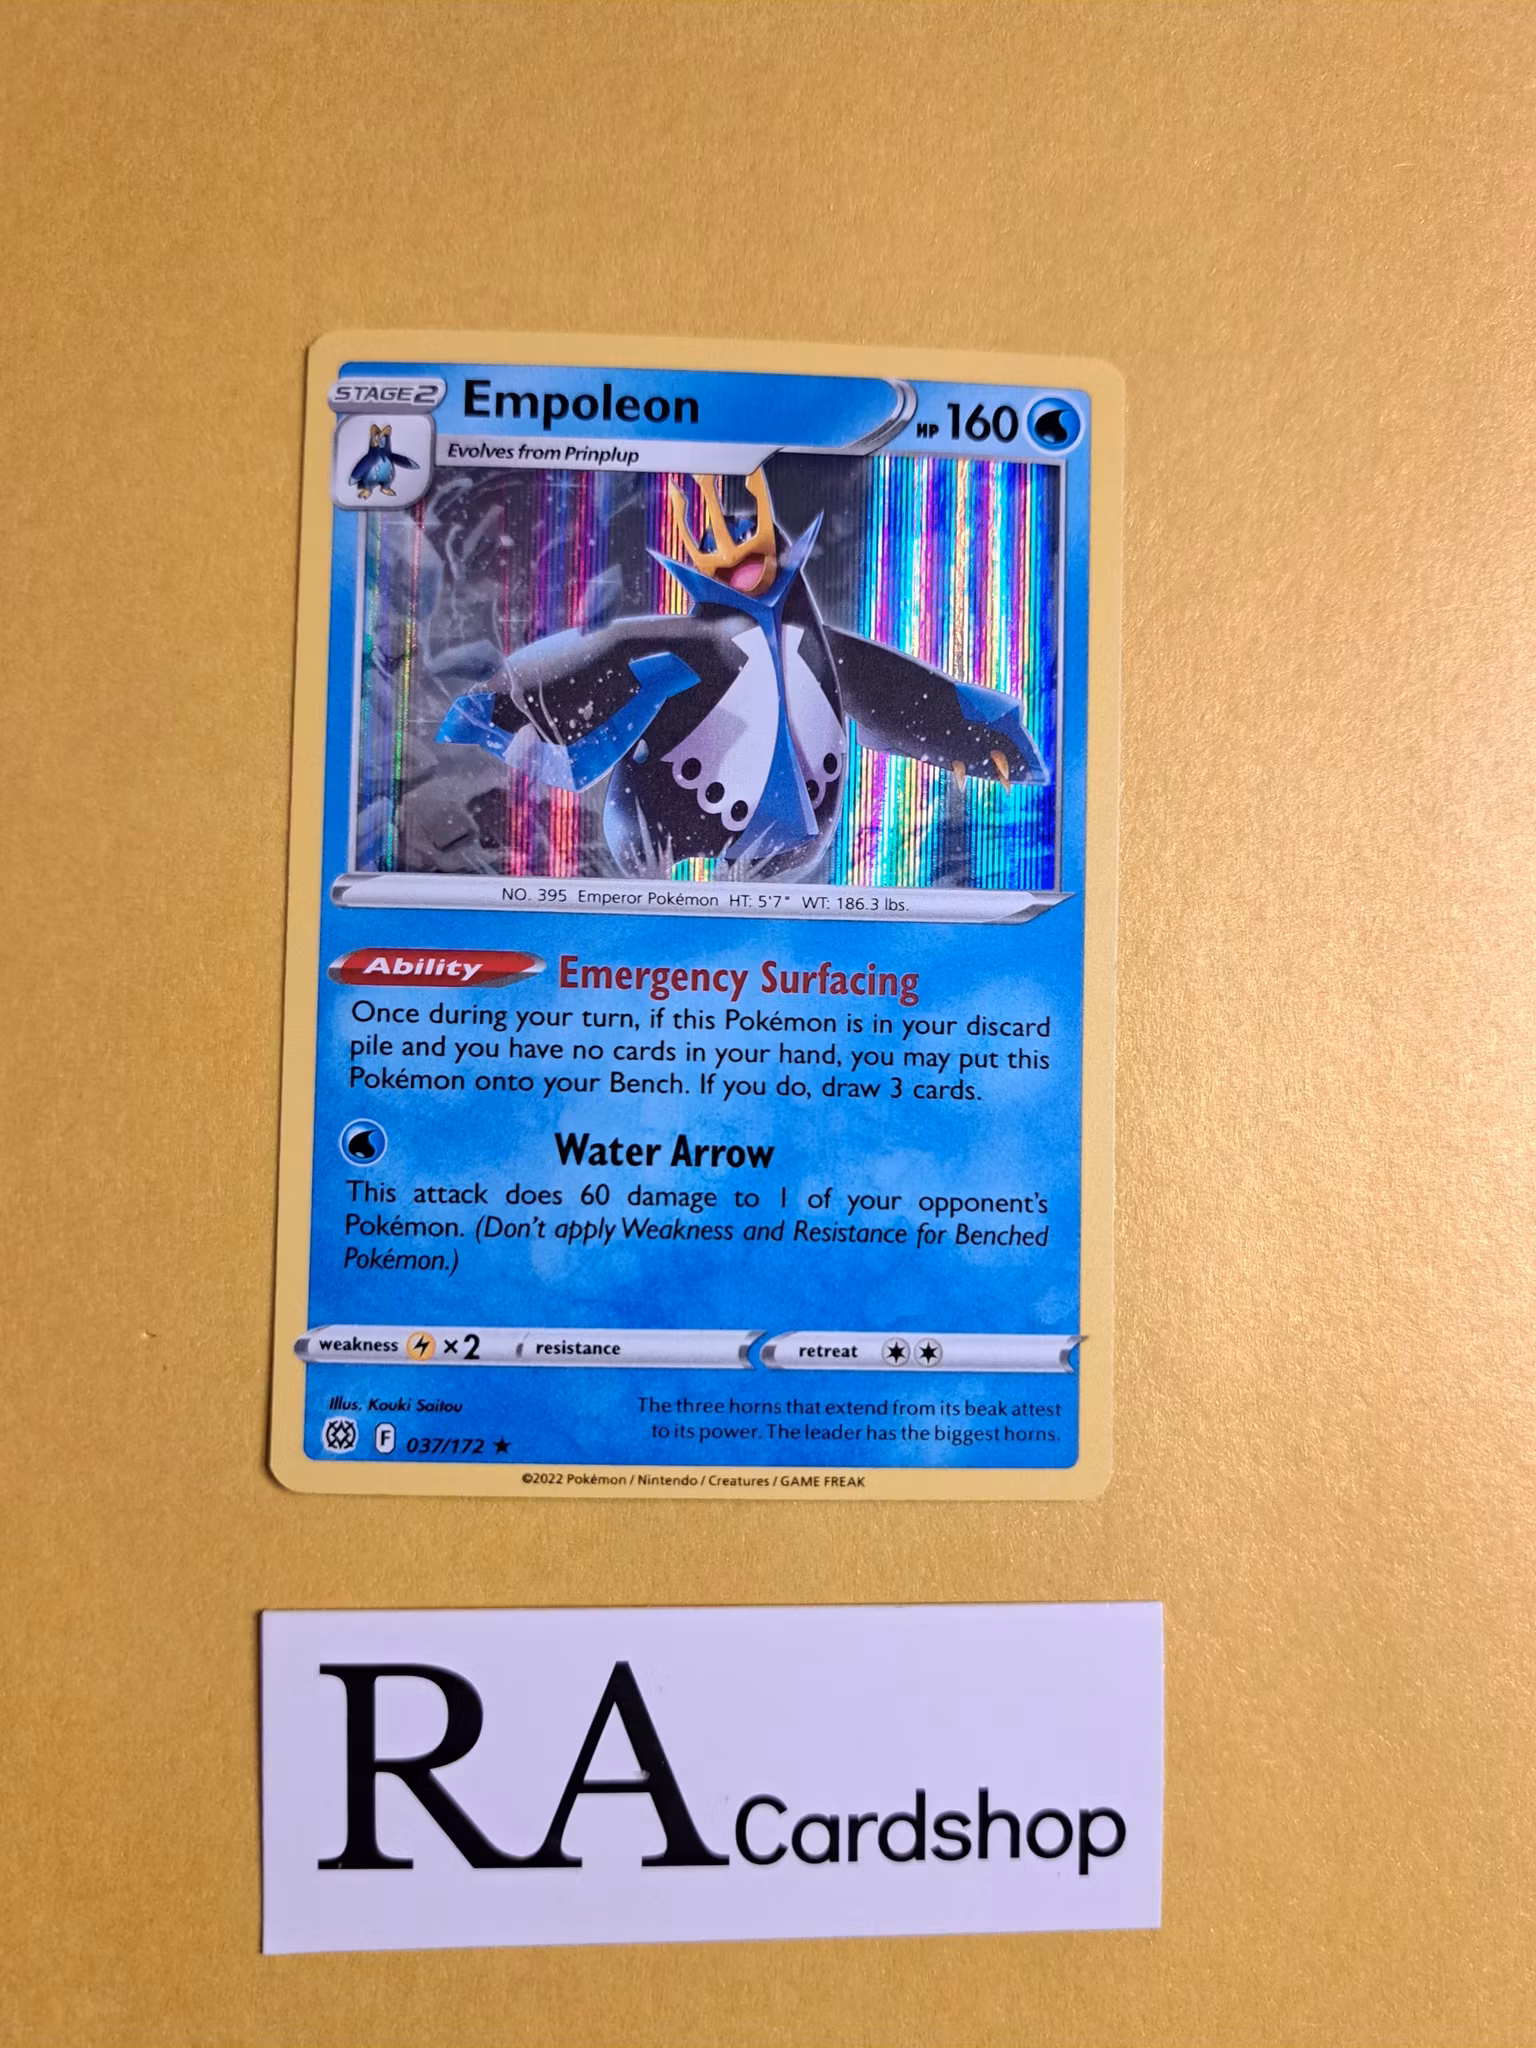 STAGE 2
Empoleon
HP 160
Evolves from Prinplup
NO. 395 Emperor Pokémon HT: 5'7" WT: 186.3 lbs.
Ability Emergency Surfacing
Once during your turn, if this Pokémon is in your discard
pile and you have no cards in your hand, you may put this
Pokémon onto your Bench. If you do, draw 3 cards.
Water Arrow
This attack does 60 damage to 1 of your opponent's
Pokémon. (Don't apply Weakness and Resistance for Benched
Pokémon.)
weakness ×2 resistance retreat
Illus. Kouki Saitou
F 037/172 ★
The three horns that extend from its beak attest
to its power. The leader has the biggest horns.
©2022 Pokémon / Nintendo / Creatures / GAME FREAK
RA Cardshop